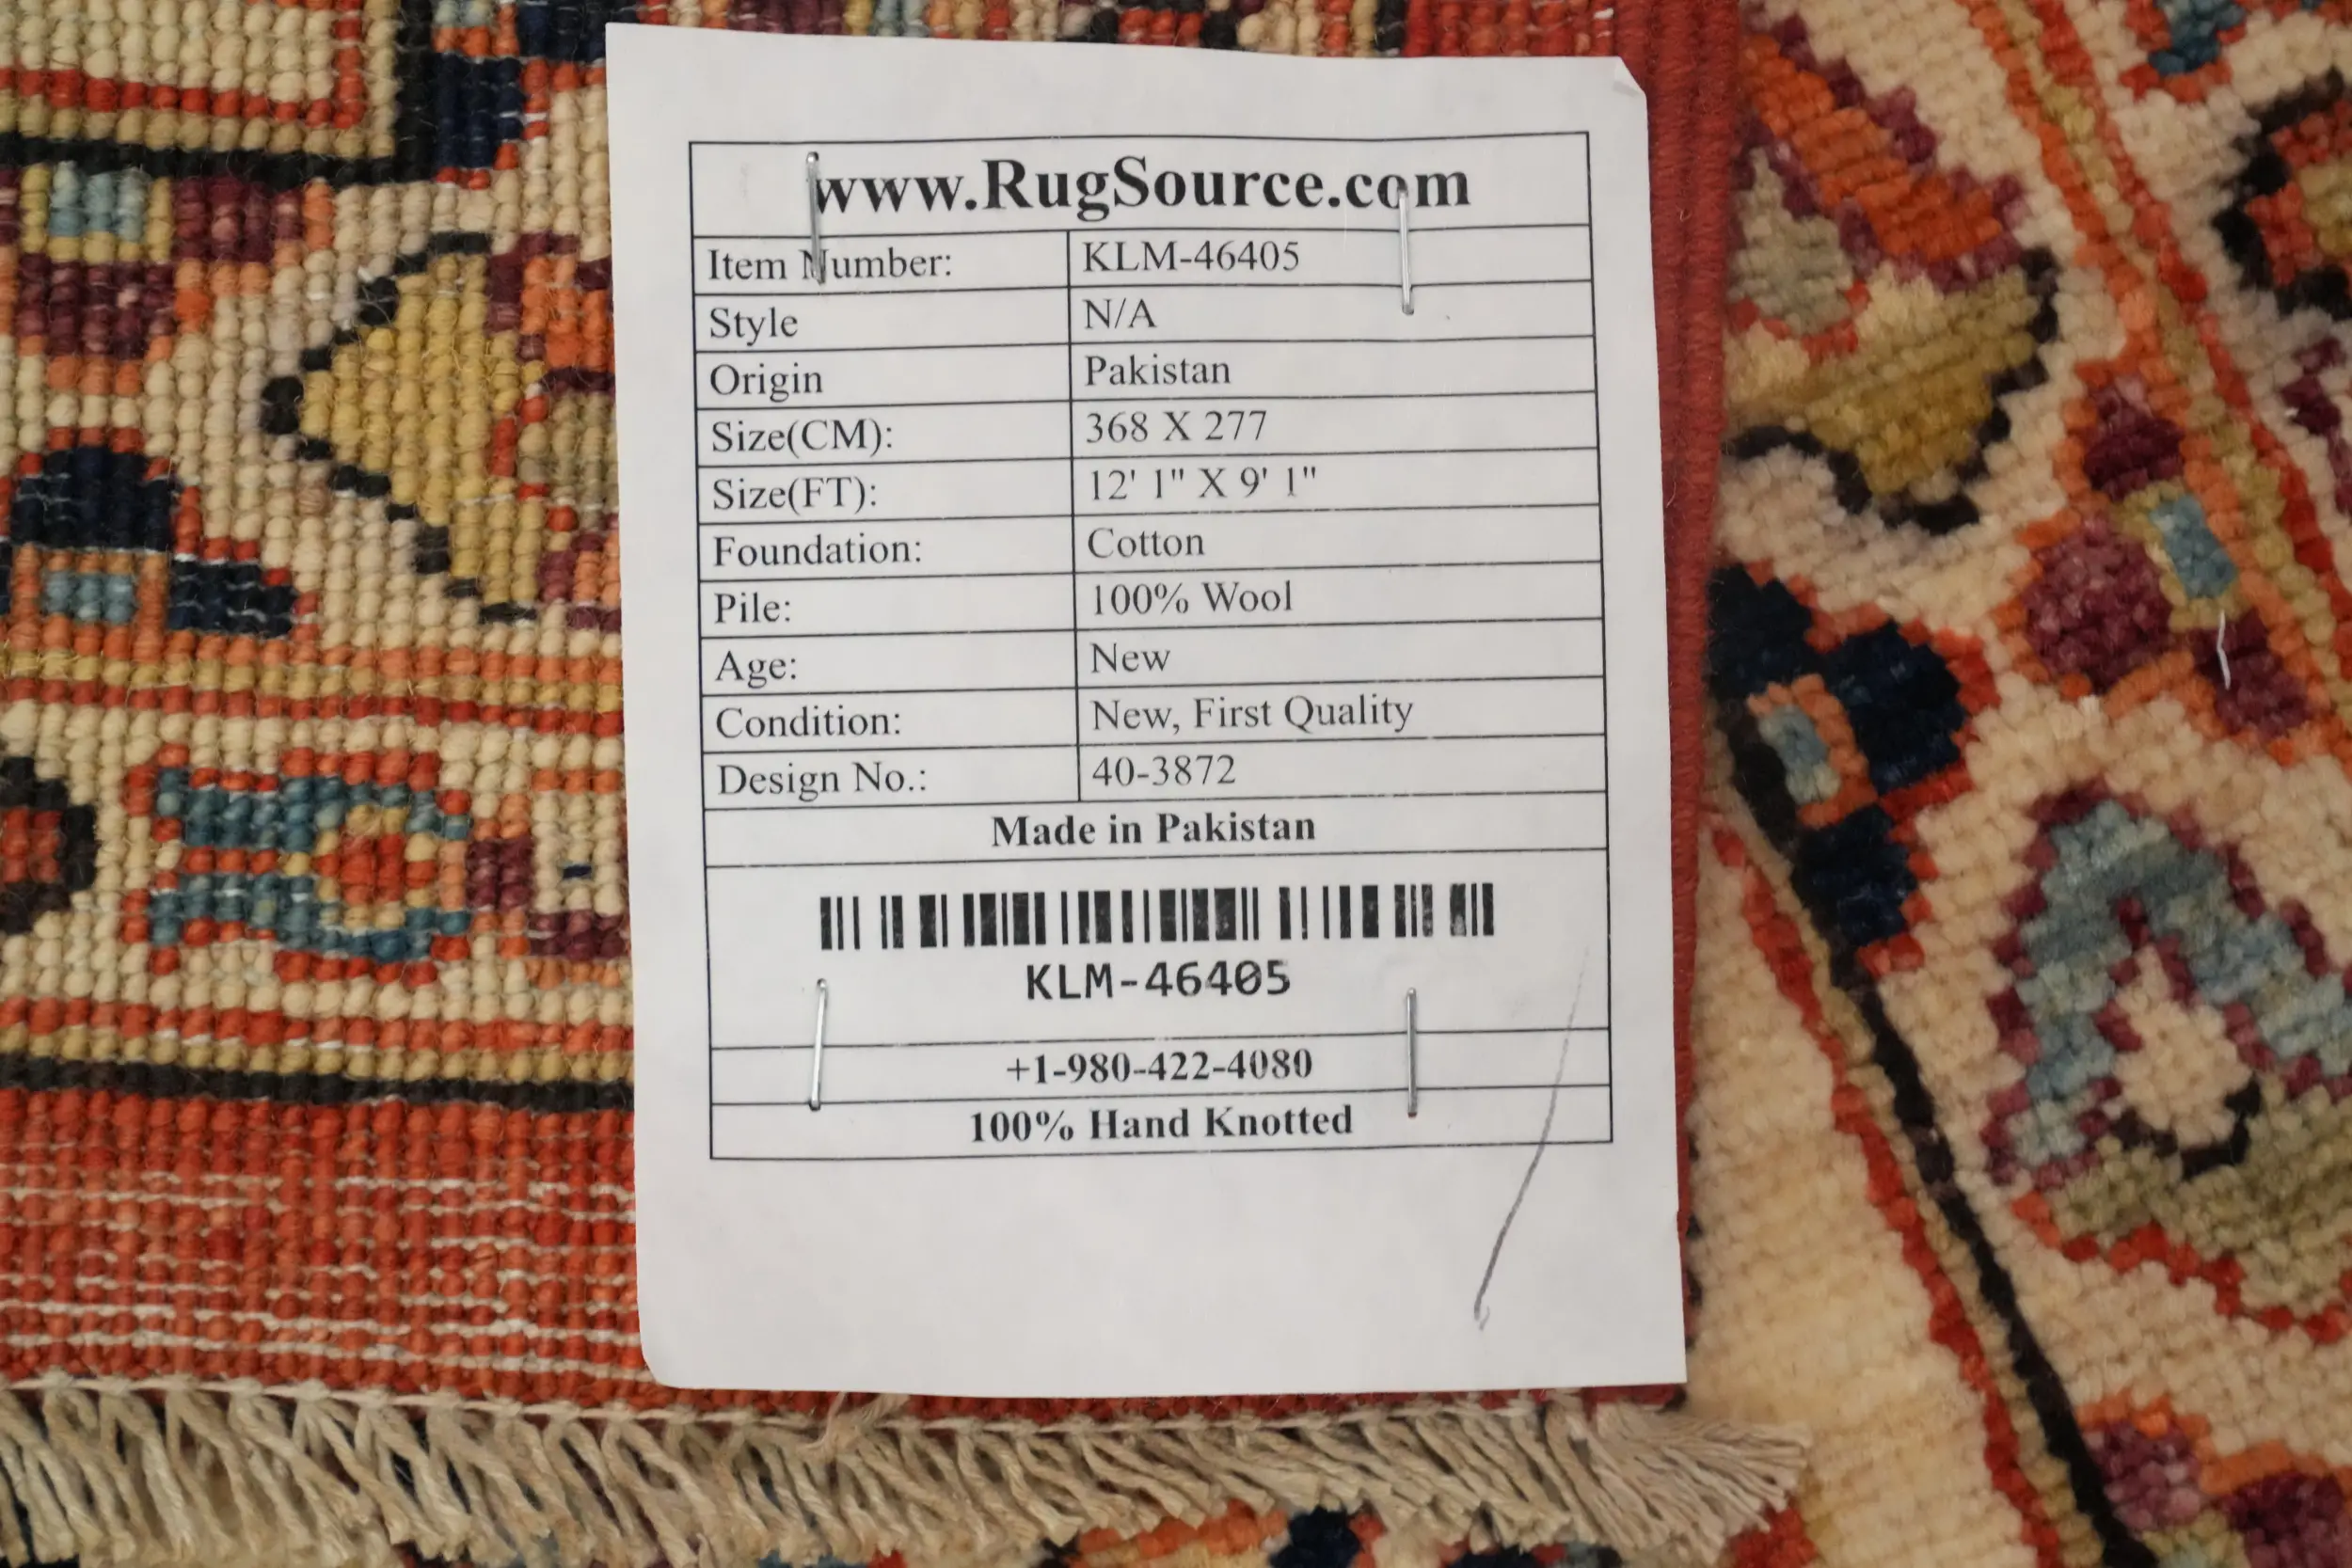 www.RugSource.com
Item Number: KLM-46405
Style N/A
Origin Pakistan
Size(CM): 368 X 277
Size(FT): 12' 1" X 9' 1"
Foundation: Cotton
Pile: 100% Wool
Age: New
Condition: New, First Quality
Design No.: 40-3872
Made in Pakistan
KLM-46405
+1-980-422-4080
100% Hand Knotted